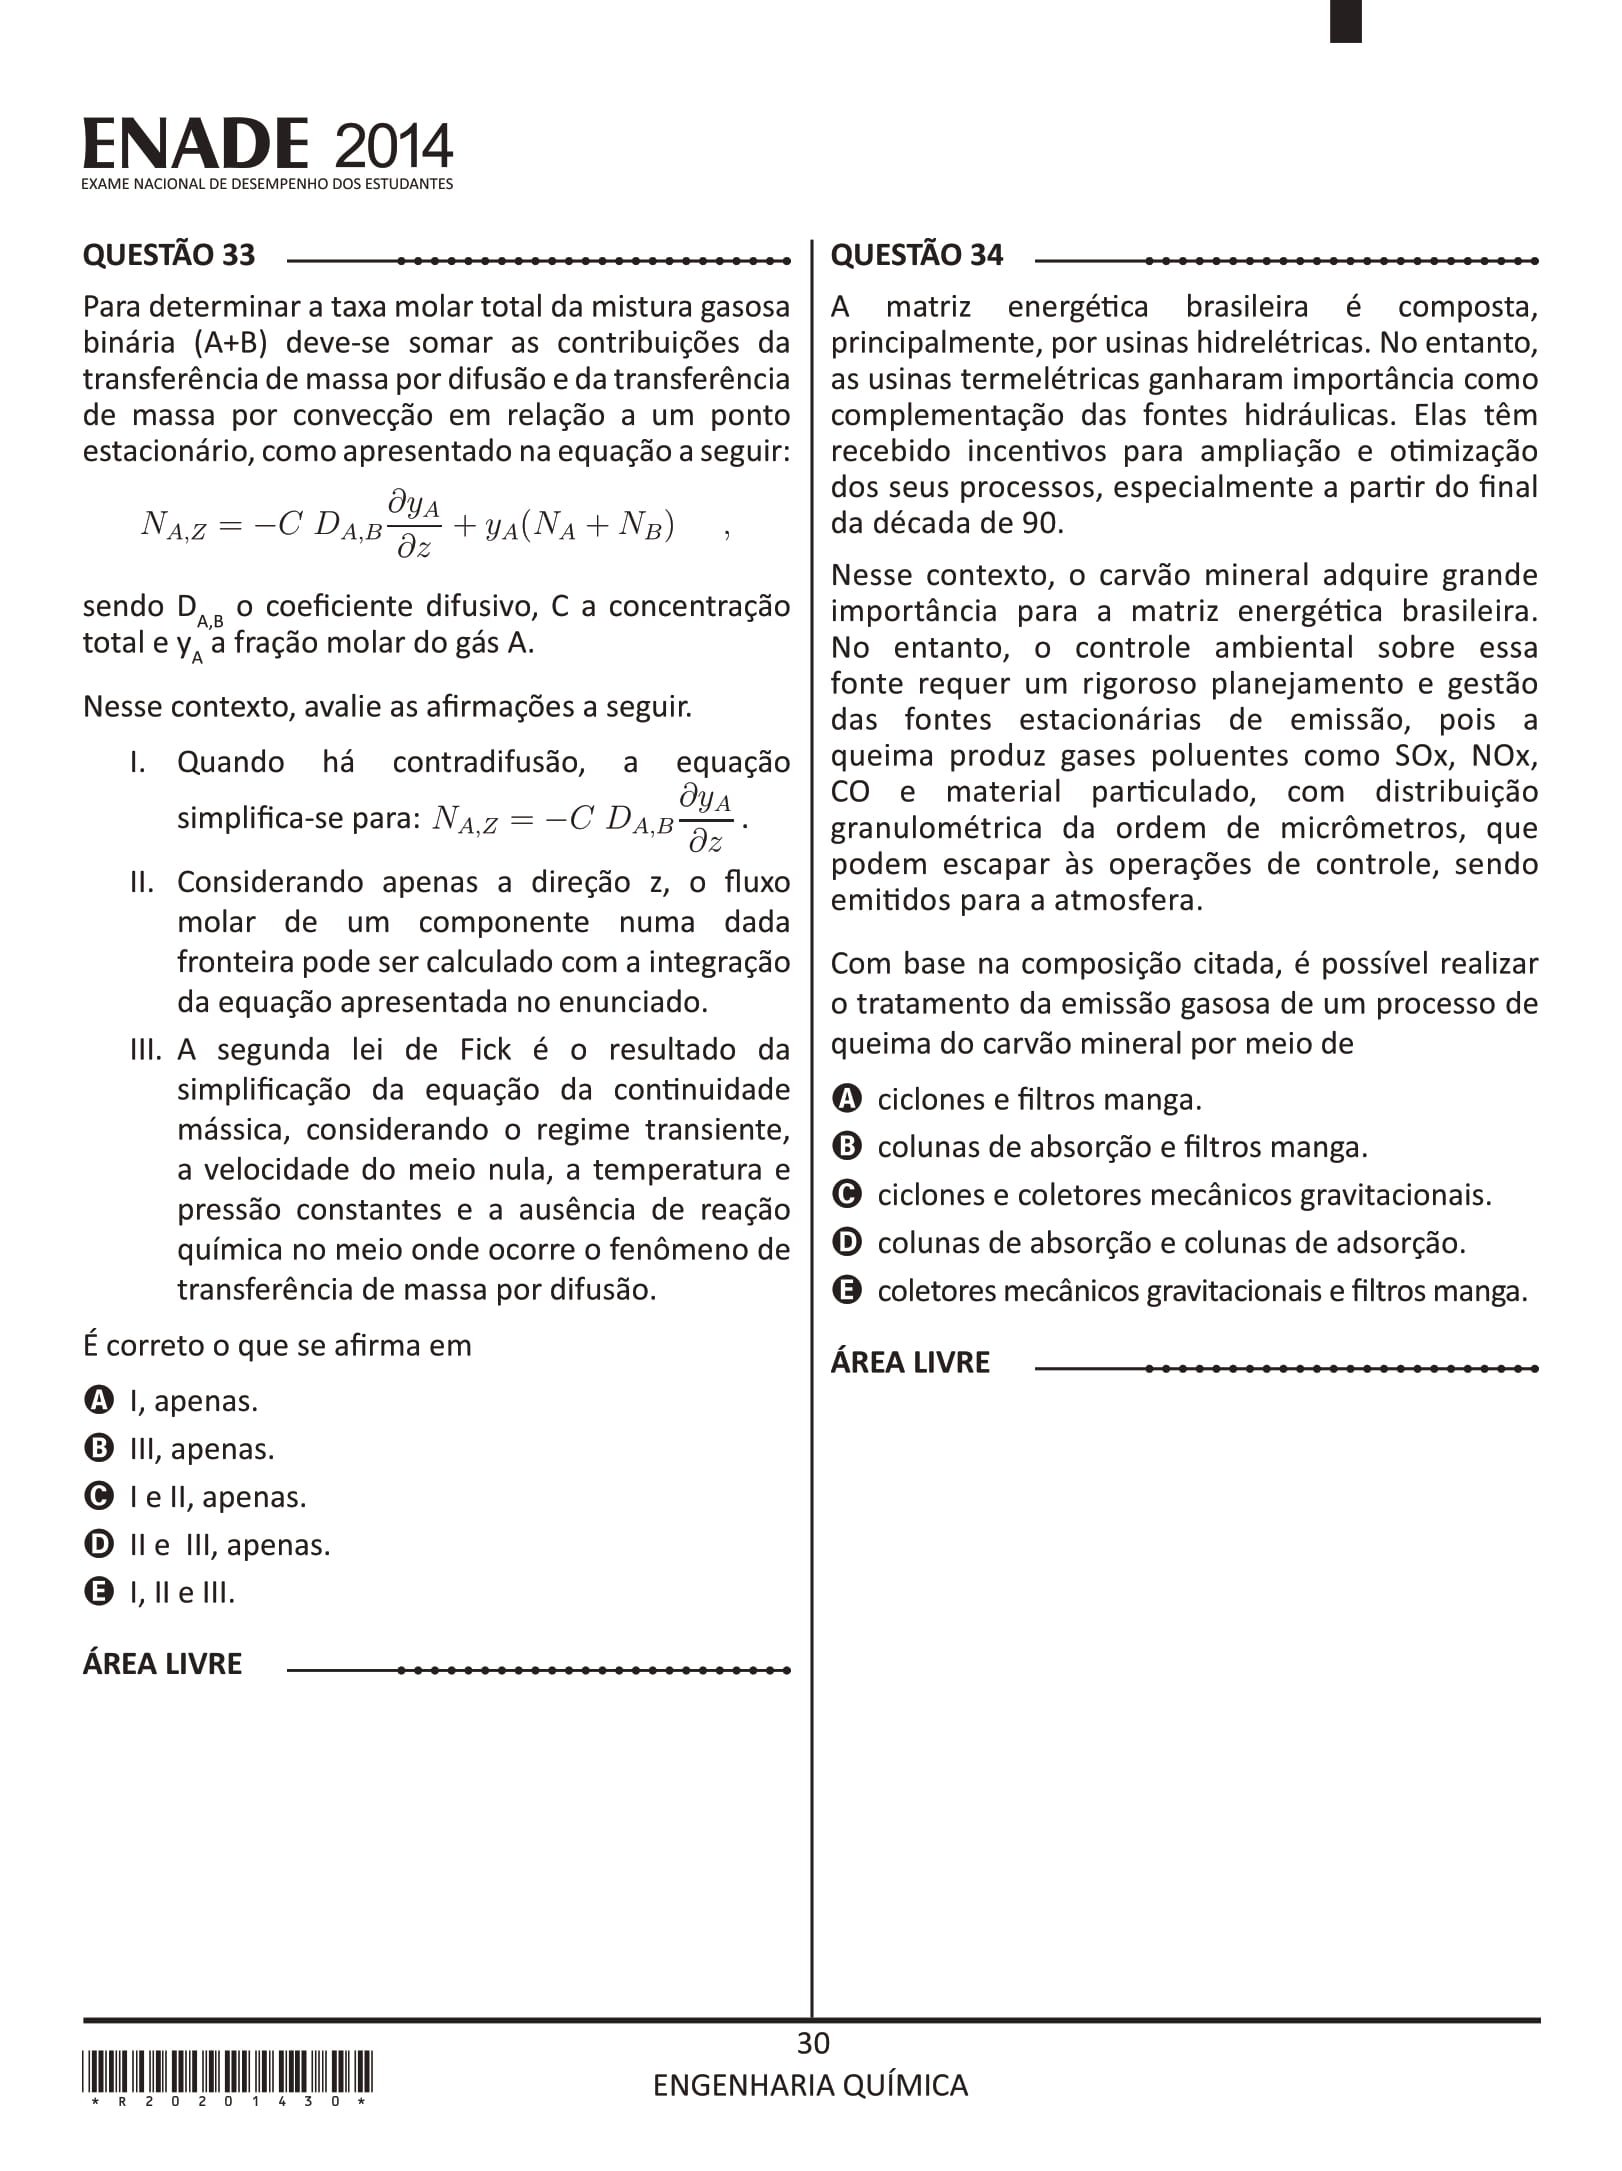 ENADE 2014
EXAME NACIONAL DE DESEMPENHO DOS ESTUDANTES
QUESTÃO 33
Para determinar a taxa molar total da mistura gasosa
binária (A+B) deve-se somar as contribuições da
transferência de massa por difusão e da transferência
de massa por convecção em relação a um ponto
estacionário, como apresentado na equação a seguir:
$N_{A,Z} = -C \ D_{A,B} \frac{\partial y_A}{\partial z} + y_A(N_A + N_B)$ ,
sendo D_{A,B} o coeficiente difusivo, C a concentração
total e y_A a fração molar do gás A.
Nesse contexto, avalie as afirmações a seguir.
I. Quando há contradifusão, a equação
simplifica-se para: $N_{A,Z} = -C \ D_{A,B} \frac{\partial y_A}{\partial z}$.
II. Considerando apenas a direção z, o fluxo
molar de um componente numa dada
fronteira pode ser calculado com a integração
da equação apresentada no enunciado.
III. A segunda lei de Fick é o resultado da
simplificação da equação da continuidade
mássica, considerando o regime transiente,
a velocidade do meio nula, a temperatura e
pressão constantes e a ausência de reação
química no meio onde ocorre o fenômeno de
transferência de massa por difusão.
É correto o que se afirma em
A I, apenas.
B III, apenas.
C I e II, apenas.
D II e III, apenas.
E I, II e III.
ÁREA LIVRE
QUESTÃO 34
A matriz energética brasileira é composta,
principalmente, por usinas hidrelétricas. No entanto,
as usinas termelétricas ganharam importância como
complementação das fontes hidráulicas. Elas têm
recebido incentivos para ampliação e otimização
dos seus processos, especialmente a partir do final
da década de 90.
Nesse contexto, o carvão mineral adquire grande
importância para a matriz energética brasileira.
No entanto, o controle ambiental sobre essa
fonte requer um rigoroso planejamento e gestão
das fontes estacionárias de emissão, pois a
queima produz gases poluentes como SOx, NOx,
CO e material particulado, com distribuição
granulométrica da ordem de micrômetros, que
podem escapar às operações de controle, sendo
emitidos para a atmosfera.
Com base na composição citada, é possível realizar
o tratamento da emissão gasosa de um processo de
queima do carvão mineral por meio de
A ciclones e filtros manga.
B colunas de absorção e filtros manga.
C ciclones e coletores mecânicos gravitacionais.
D colunas de absorção e colunas de adsorção.
E coletores mecânicos gravitacionais e filtros manga.
ÁREA LIVRE
30
ENGENHARIA QUÍMICA
* R 2 0 2 0 1 4 3 0 *